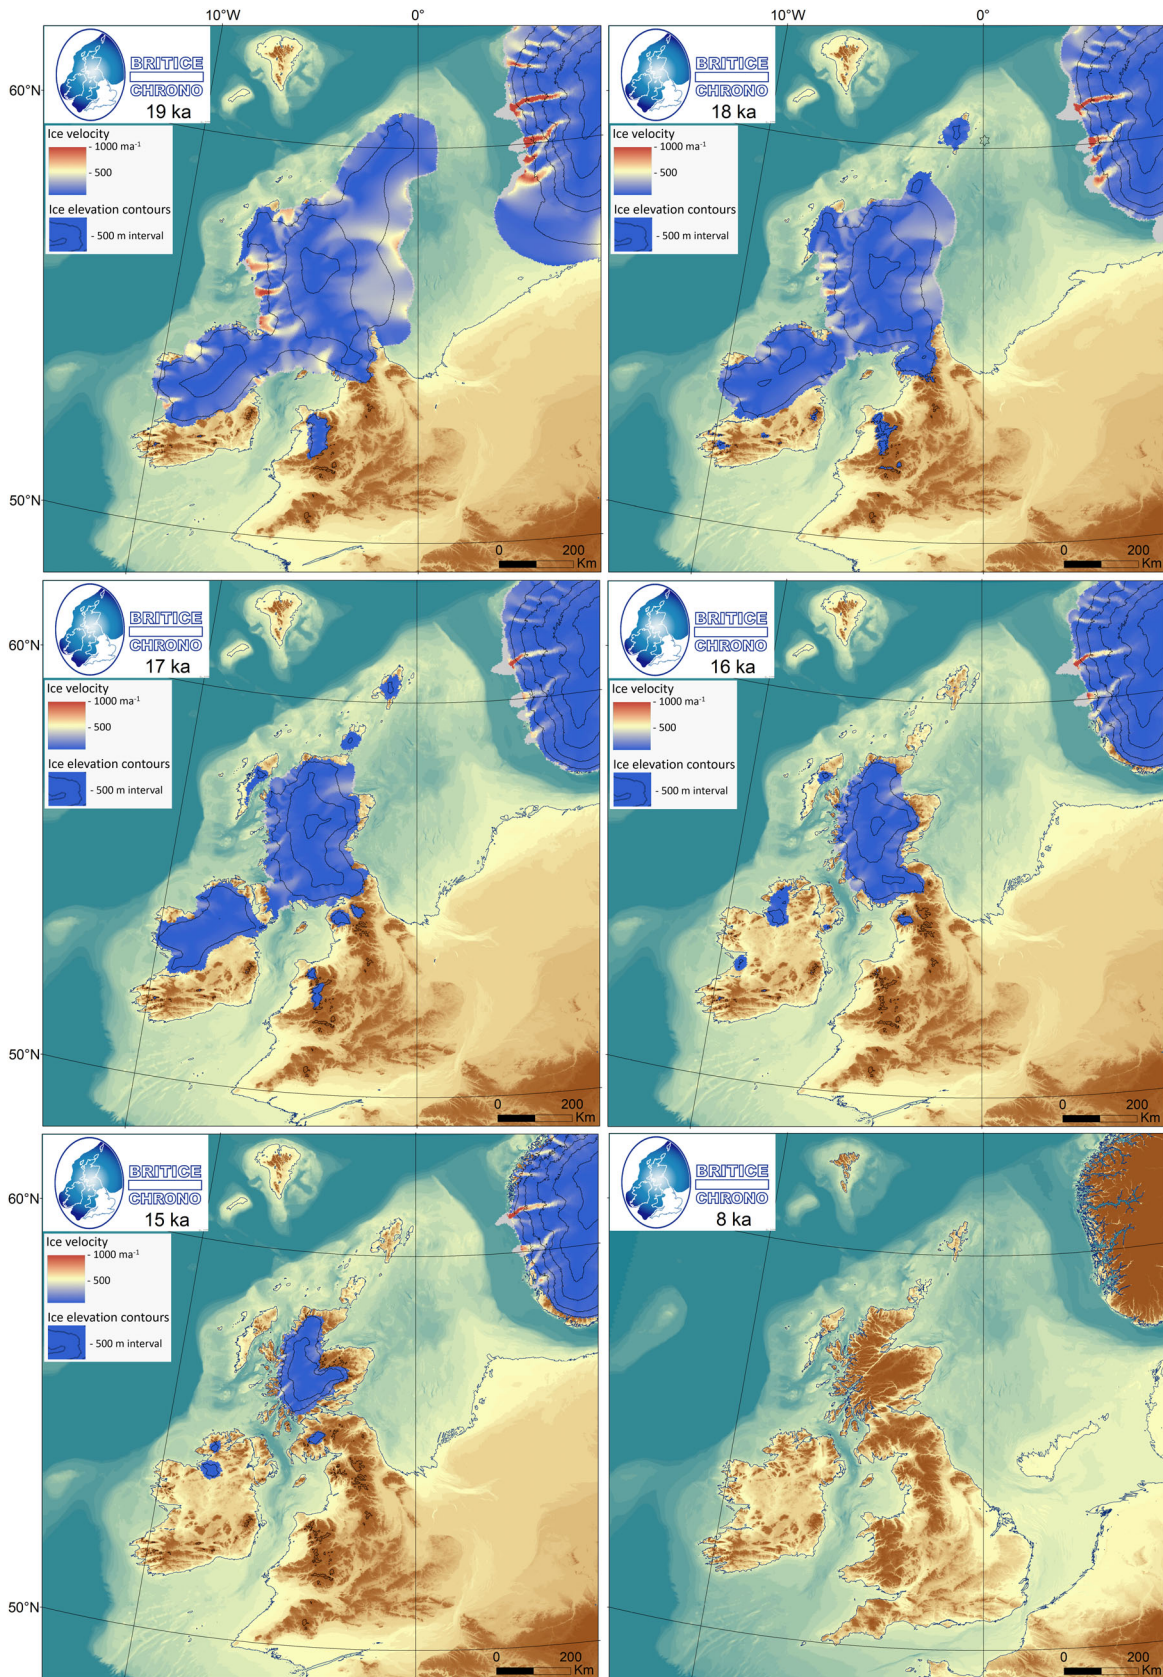 10°W 0° 10°W 0°
BRITICE
CHRONO
19 ka
60°N
Ice velocity
- 1000 ma⁻¹
- 500
Ice elevation contours
- 500 m interval
50°N
0 200
Km
BRITICE
CHRONO
18 ka
Ice velocity
- 1000 ma⁻¹
- 500
Ice elevation contours
- 500 m interval
0 200
Km
BRITICE
CHRONO
17 ka
60°N
Ice velocity
- 1000 ma⁻¹
- 500
Ice elevation contours
- 500 m interval
50°N
0 200
Km
BRITICE
CHRONO
16 ka
Ice velocity
- 1000 ma⁻¹
- 500
Ice elevation contours
- 500 m interval
0 200
Km
BRITICE
CHRONO
15 ka
60°N
Ice velocity
- 1000 ma⁻¹
- 500
Ice elevation contours
- 500 m interval
50°N
0 200
Km
BRITICE
CHRONO
8 ka
0 200
Km